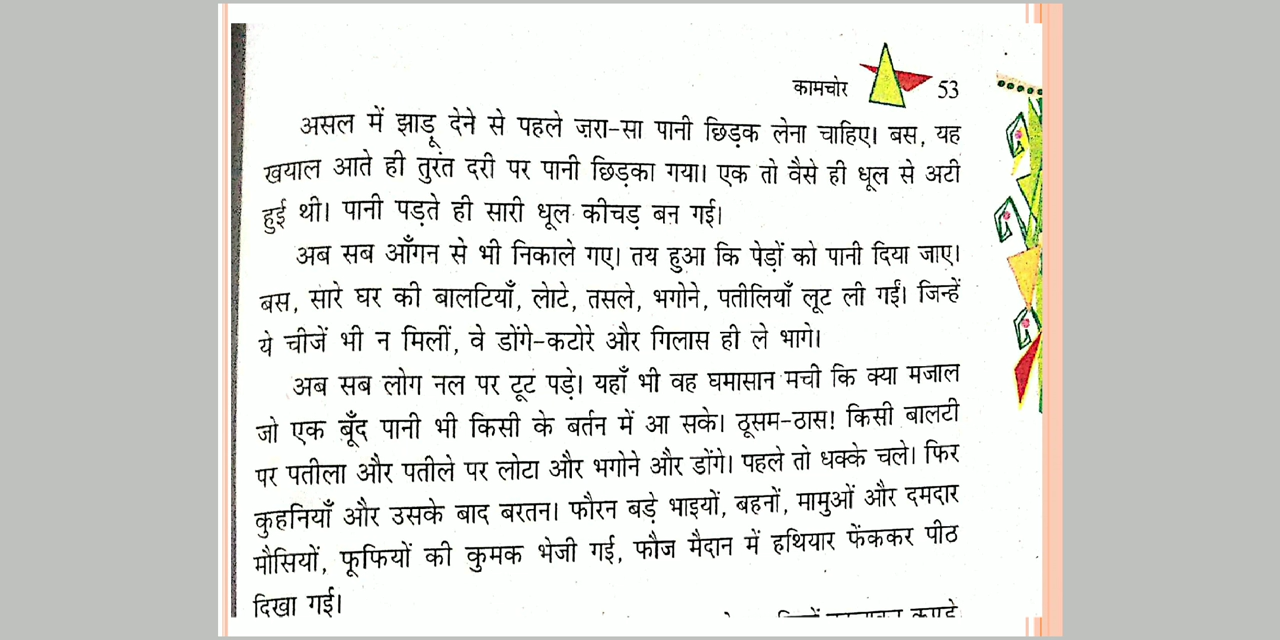 कामचोर 53
असल में झाड़ू देने से पहले जरा-सा पानी छिड़क लेना चाहिए। बस, यह
खयाल आते ही तुरंत दरी पर पानी छिड़का गया। एक तो वैसे ही धूल से अटी
हुई थी। पानी पड़ते ही सारी धूल कीचड़ बन गई।
अब सब आँगन से भी निकाले गए। तय हुआ कि पेड़ों को पानी दिया जाए।
बस, सारे घर की बालटियाँ, लोटे, तसले, भगोने, पतीलियाँ लूट ली गईं। जिन्हें
ये चीजें भी न मिलीं, वे डोंगे-कटोरे और गिलास ही ले भागे।
अब सब लोग नल पर टूट पड़े। यहाँ भी वह घमासान मची कि क्या मजाल
जो एक बूँद पानी भी किसी के बर्तन में आ सके। ठूसम-ठास! किसी बालटी
पर पतीला और पतीले पर लोटा और भगोने और डोंगे। पहले तो धक्के चले। फिर
कुहनियाँ और उसके बाद बरतन। फौरन बड़े भाइयों, बहनों, मामुओं और दमदार
मौसियों, फूफियों की कुमक भेजी गई, फौज मैदान में हथियार फेंककर पीठ
दिखा गई।